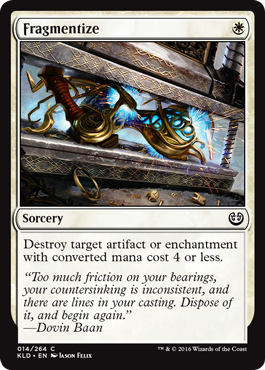 Fragmentize
Sorcery
Destroy target artifact or enchantment
with converted mana cost 4 or less.
“Too much friction on your bearings,
your countersinking is inconsistent, and
there are lines in your casting. Dispose of
it, and begin again.”
—Dovin Baan
014/264 C
KLD • EN Jason Felix
™ & © 2016 Wizards of the Coast